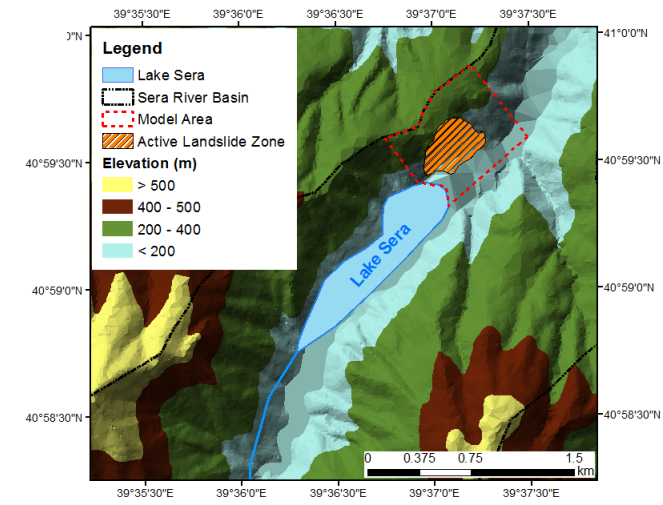 39°35'30"E 39°36'0"E 39°36'30"E 39°37'0"E 39°37'30"E
)"N
41°0'0"N
Legend
Lake Sera
Sera River Basin
Model Area
Active Landslide Zone
Elevation (m)
> 500
400 - 500
200 - 400
< 200
40°59'30"N
40°59'30"N
Lake Sera
40°59'0"N
40°59'0"N
40°58'30"N
40°58'30"N
0 0.375 0.75 1.5
km
39°35'30"E 39°36'0"E 39°36'30"E 39°37'0"E 39°37'30"E